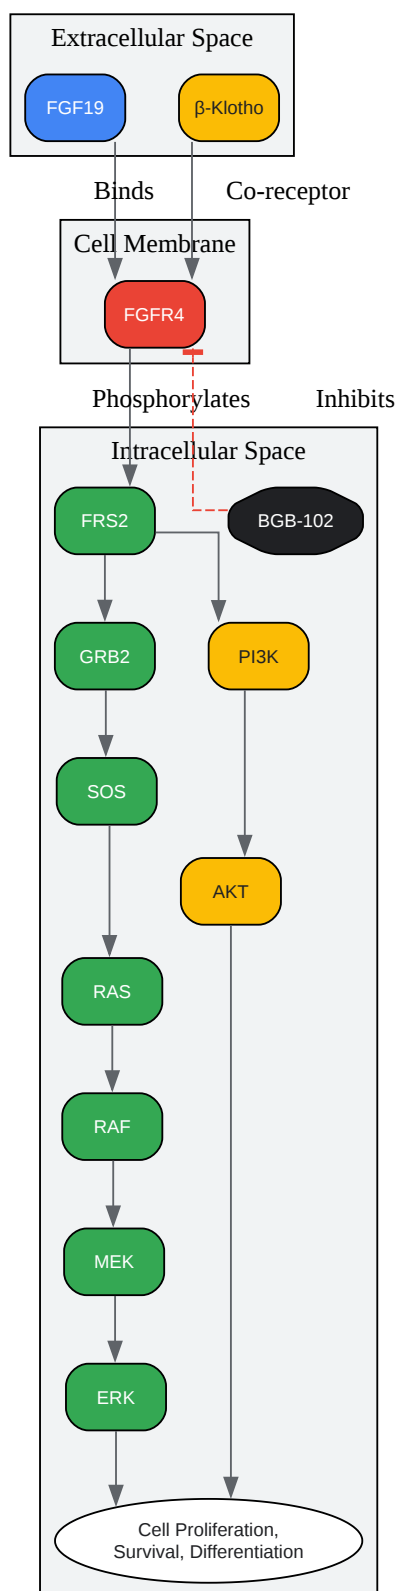 Extracellular Space
FGF19
β-Klotho
Binds
Co-receptor
Cell Membrane
FGFR4
Phosphorylates
Inhibits
Intracellular Space
FRS2
BGB-102
GRB2
PI3K
SOS
AKT
RAS
RAF
MEK
ERK
Cell Proliferation,
Survival, Differentiation